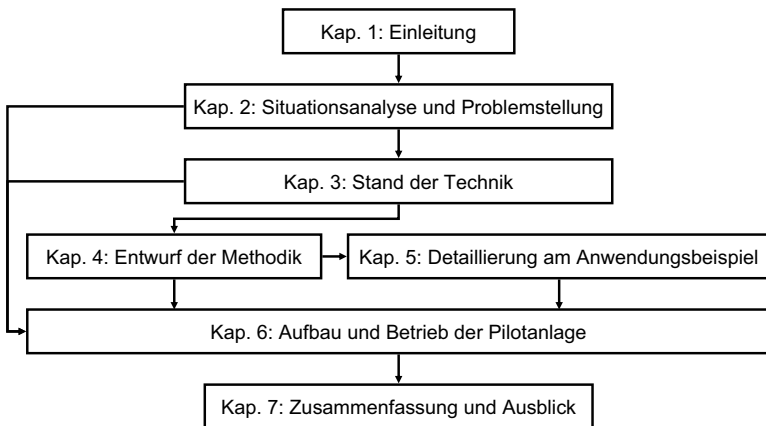 Kap. 1: Einleitung
Kap. 2: Situationsanalyse und Problemstellung
Kap. 3: Stand der Technik
Kap. 4: Entwurf der Methodik
Kap. 5: Detaillierung am Anwendungsbeispiel
Kap. 6: Aufbau und Betrieb der Pilotanlage
Kap. 7: Zusammenfassung und Ausblick